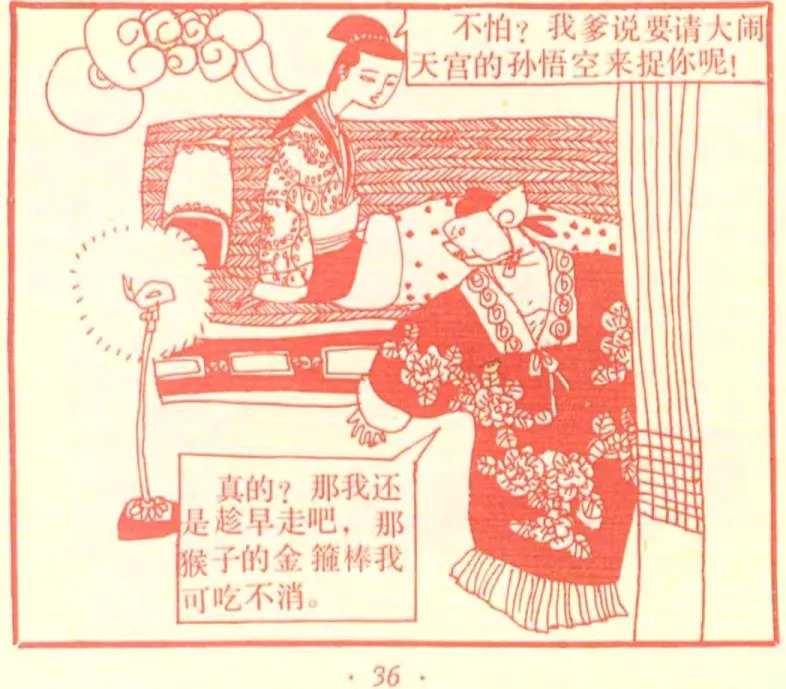 不怕？我爹说要请大闹
天宫的孙悟空来捉你呢！
真的？那我还
是趁早走吧，那
猴子的金箍棒我
可吃不消。
· 36 ·